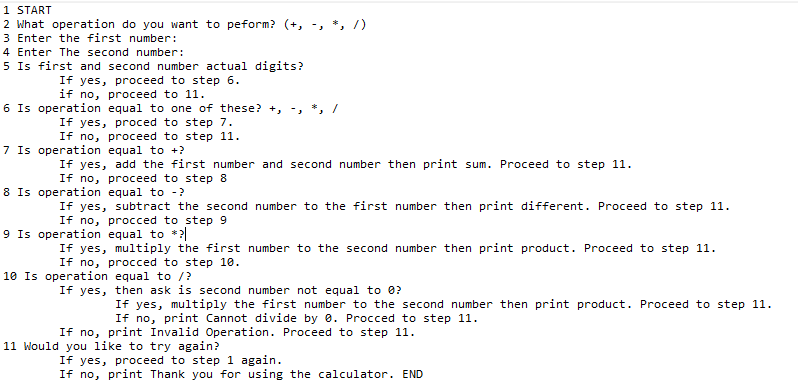 1 START
2 What operation do you want to peform? (+, -, *, /)
3 Enter the first number:
4 Enter The second number:
5 Is first and second number actual digits?
If yes, proceed to step 6.
if no, proceed to 11.
6 Is operation equal to one of these? +, -, *, /
If yes, proced to step 7.
If no, proceed to step 11.
7 Is operation equal to +?
If yes, add the first number and second number then print sum. Proceed to step 11.
If no, proceed to step 8
8 Is operation equal to -?
If yes, subtract the second number to the first number then print different. Proceed to step 11.
If no, procced to step 9
9 Is operation equal to *?
If yes, multiply the first number to the second number then print product. Proceed to step 11.
If no, procced to step 10.
10 Is operation equal to /?
If yes, then ask is second number not equal to 0?
If yes, multiply the first number to the second number then print product. Proceed to step 11.
If no, print Cannot divide by 0. Procced to step 11.
If no, print Invalid Operation. Proceed to step 11.
11 Would you like to try again?
If yes, proceed to step 1 again.
If no, print Thank you for using the calculator. END